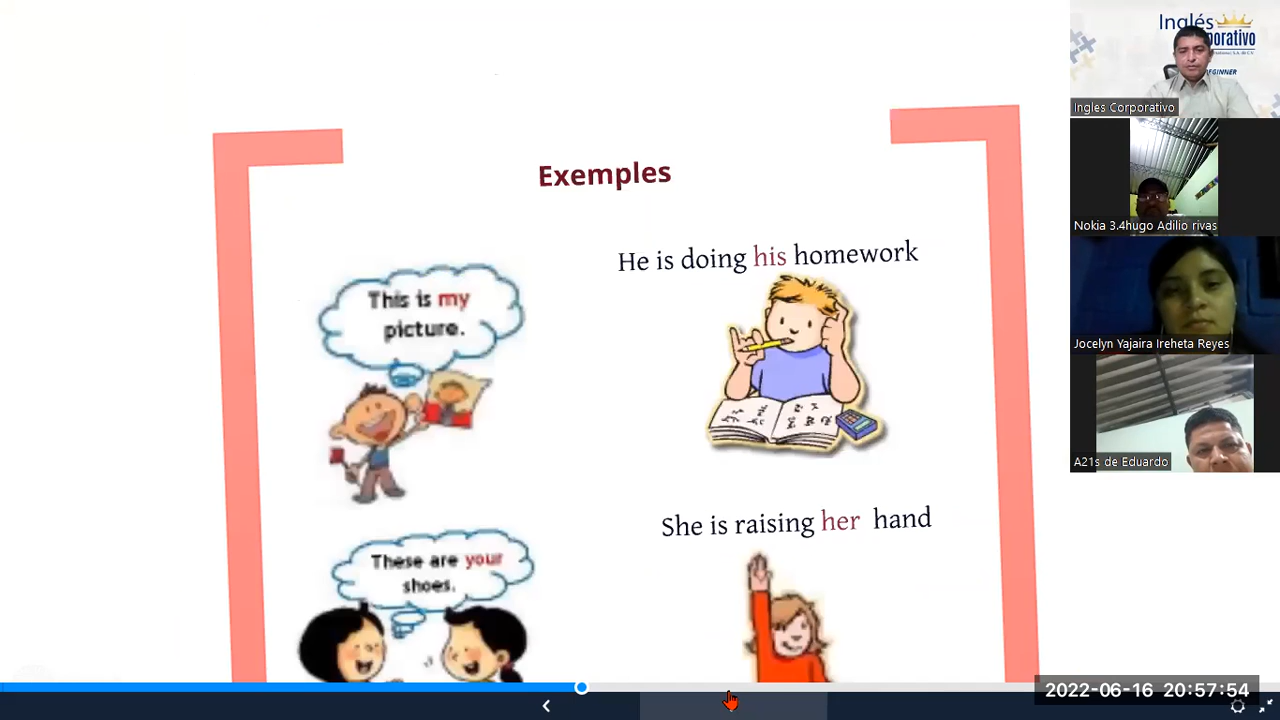 Exemples
This is my
picture.
He is doing his homework
These are your
shoes.
She is raising her hand
Inglés
porativo
Ingles Corporativo
Nokia 3.4hugo Adilio rivas
Jocelyn Yajaira Ireheta Reyes
A21s de Eduardo
2022-06-16 20:57:54